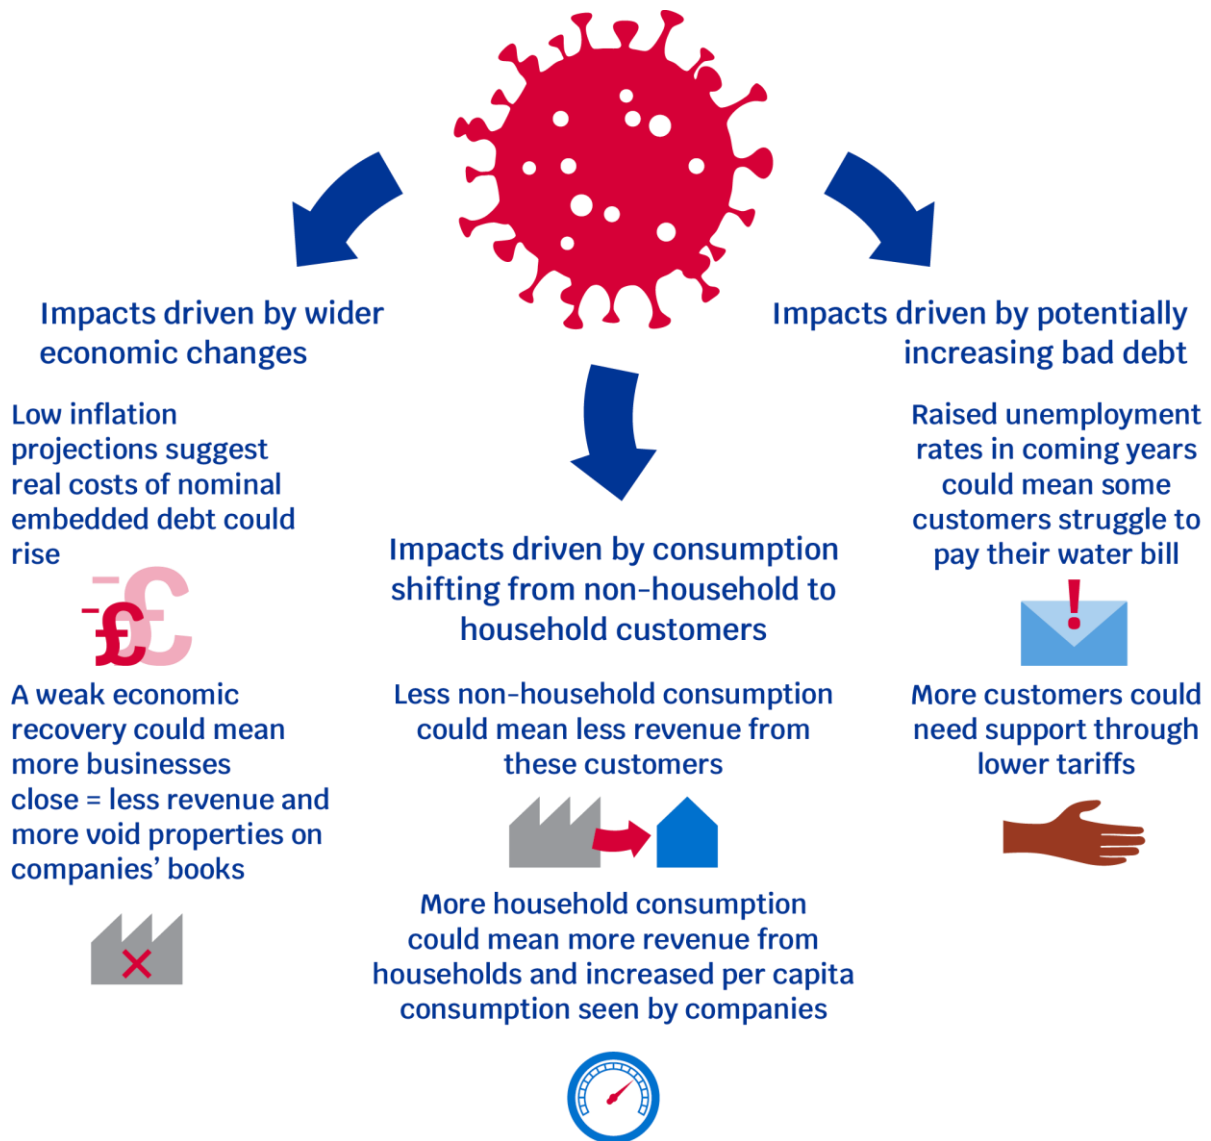 Impacts driven by wider
economic changes
Low inflation
projections suggest
real costs of nominal
embedded debt could
rise
-£
-£
A weak economic
recovery could mean
more businesses
close = less revenue and
more void properties on
companies’ books
Impacts driven by consumption
shifting from non-household to
household customers
Less non-household consumption
could mean less revenue from
these customers
More household consumption
could mean more revenue from
households and increased per capita
consumption seen by companies
Impacts driven by potentially
increasing bad debt
Raised unemployment
rates in coming years
could mean some
customers struggle to
pay their water bill
!
More customers could
need support through
lower tariffs